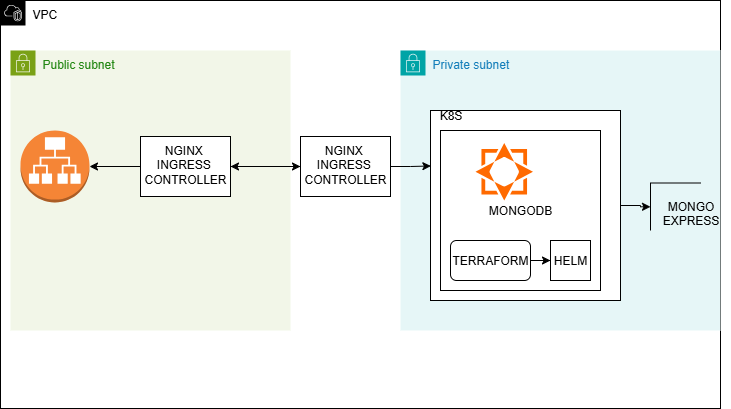 VPC
Public subnet
Private subnet
NGINX
INGRESS
CONTROLLER
NGINX
INGRESS
CONTROLLER
K8S
MONGODB
TERRAFORM
HELM
MONGO
EXPRESS